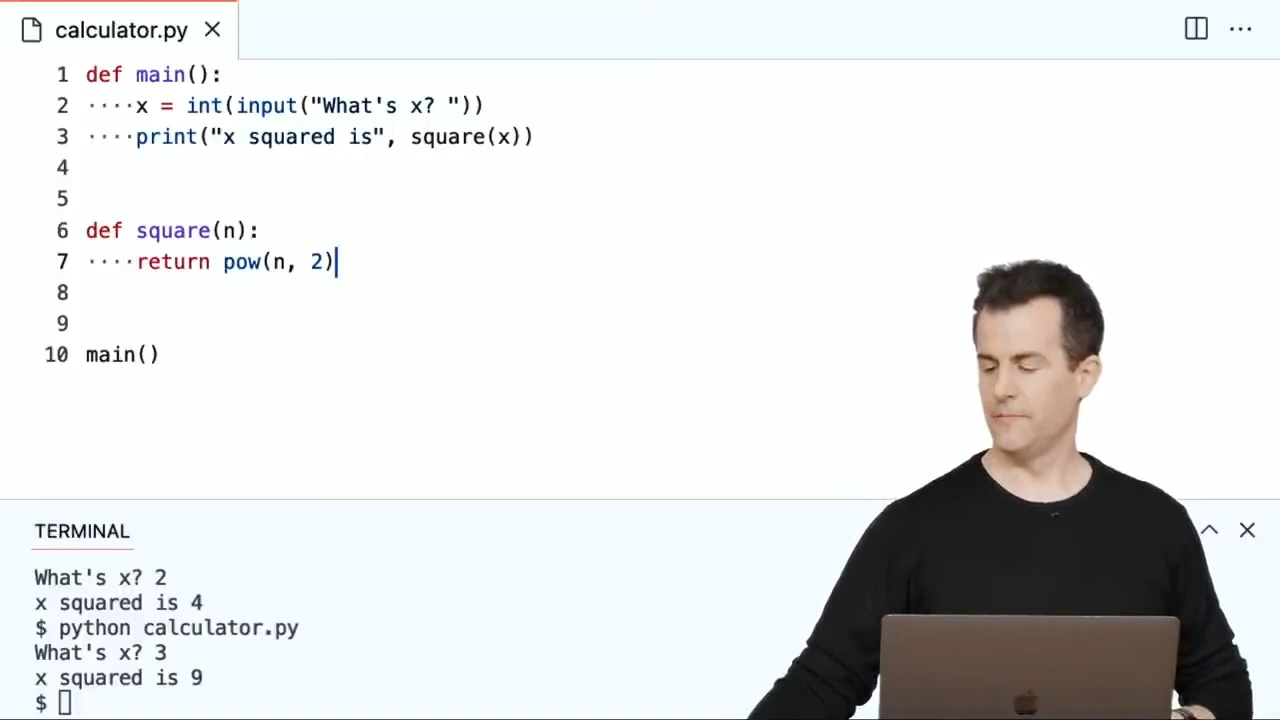 calculator.py
1 def main():
2 ····x = int(input("What's x? "))
3 ····print("x squared is", square(x))
4
5
6 def square(n):
7 ····return pow(n, 2)
8
9
10 main()
TERMINAL
What's x? 2
x squared is 4
$ python calculator.py
What's x? 3
x squared is 9
$